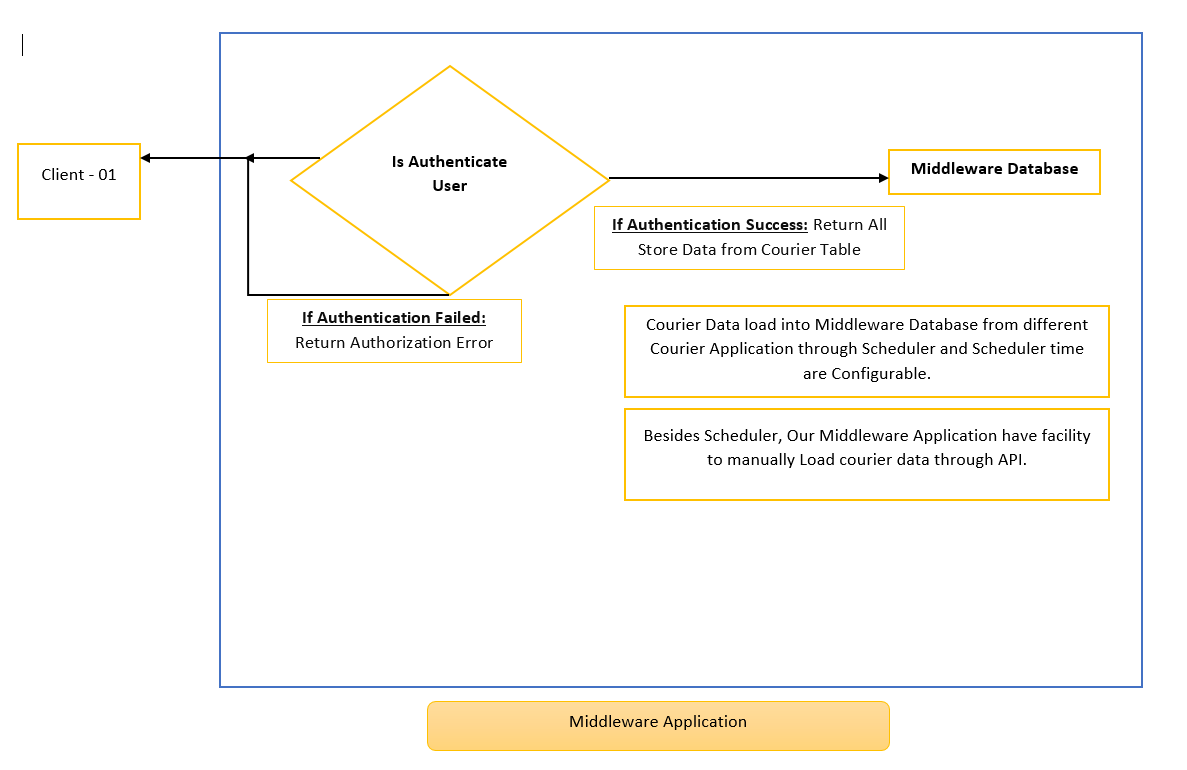 Client - 01
Is Authenticate
User
Middleware Database
If Authentication Success: Return All
Store Data from Courier Table
If Authentication Failed:
Return Authorization Error
Courier Data load into Middleware Database from different
Courier Application through Scheduler and Scheduler time
are Configurable.
Besides Scheduler, Our Middleware Application have facility
to manually Load courier data through API.
Middleware Application